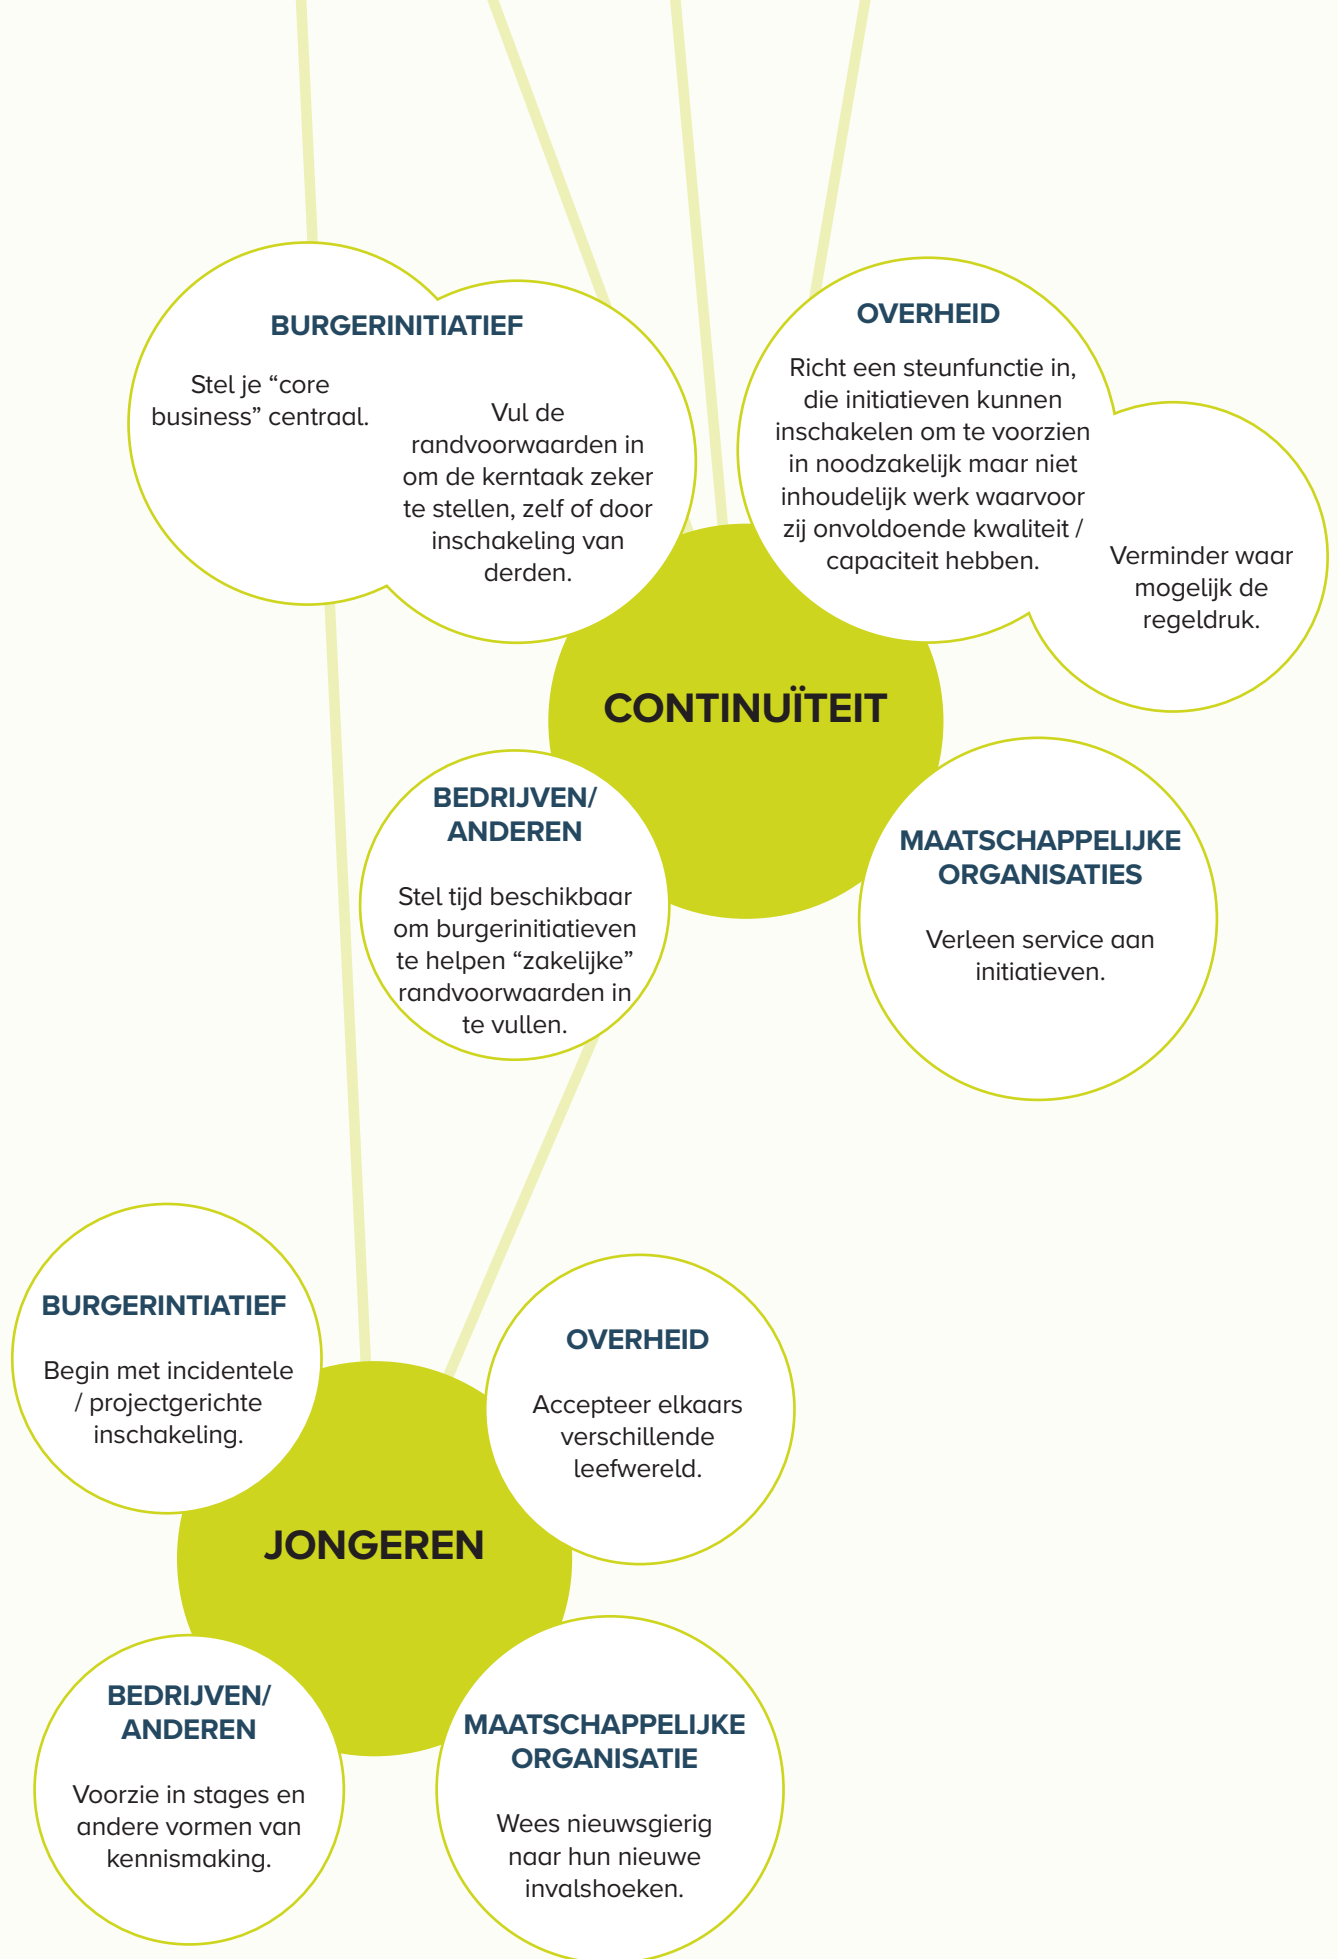 BURGERINITIATIEF
Stel je “core
business” centraal.
Vul de
randvoorwaarden in
om de kerntaak zeker
te stellen, zelf of door
inschakeling van
derden.
OVERHEID
Richt een steunfunctie in,
die initiatieven kunnen
inschakelen om te voorzien
in noodzakelijk maar niet
inhoudelijk werk waarvoor
zij onvoldoende kwaliteit /
capaciteit hebben.
Verminder waar
mogelijk de
regeldruk.
CONTINUÏTEIT
BEDRIJVEN/
ANDEREN
Stel tijd beschikbaar
om burgerinitiatieven
te helpen “zakelijke”
randvoorwaarden in
te vullen.
MAATSCHAPPELIJKE
ORGANISATIES
Verleen service aan
initiatieven.
BURGERINTIATIEF
Begin met incidentele
/ projectgerichte
inschakeling.
OVERHEID
Accepteer elkaars
verschillende
leefwereld.
JONGEREN
BEDRIJVEN/
ANDEREN
Voorzie in stages en
andere vormen van
kennismaking.
MAATSCHAPPELIJKE
ORGANISATIE
Wees nieuwsgierig
naar hun nieuwe
invalshoeken.